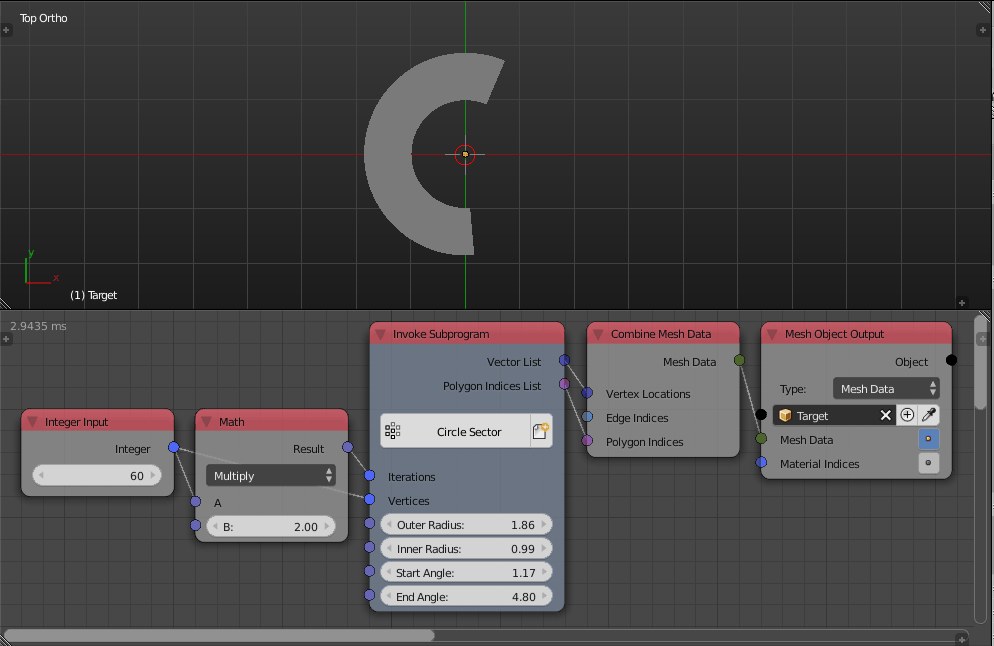 Top Ortho
y
x
(1) Target
2.9435 ms
Integer Input
Integer
60
Math
Result
Multiply
A
B: 2.00
Invoke Subprogram
Vector List
Polygon Indices List
Circle Sector
Iterations
Vertices
Outer Radius: 1.86
Inner Radius: 0.99
Start Angle: 1.17
End Angle: 4.80
Combine Mesh Data
Mesh Data
Vertex Locations
Edge Indices
Polygon Indices
Mesh Object Output
Object
Type: Mesh Data
Target
Mesh Data
Material Indices